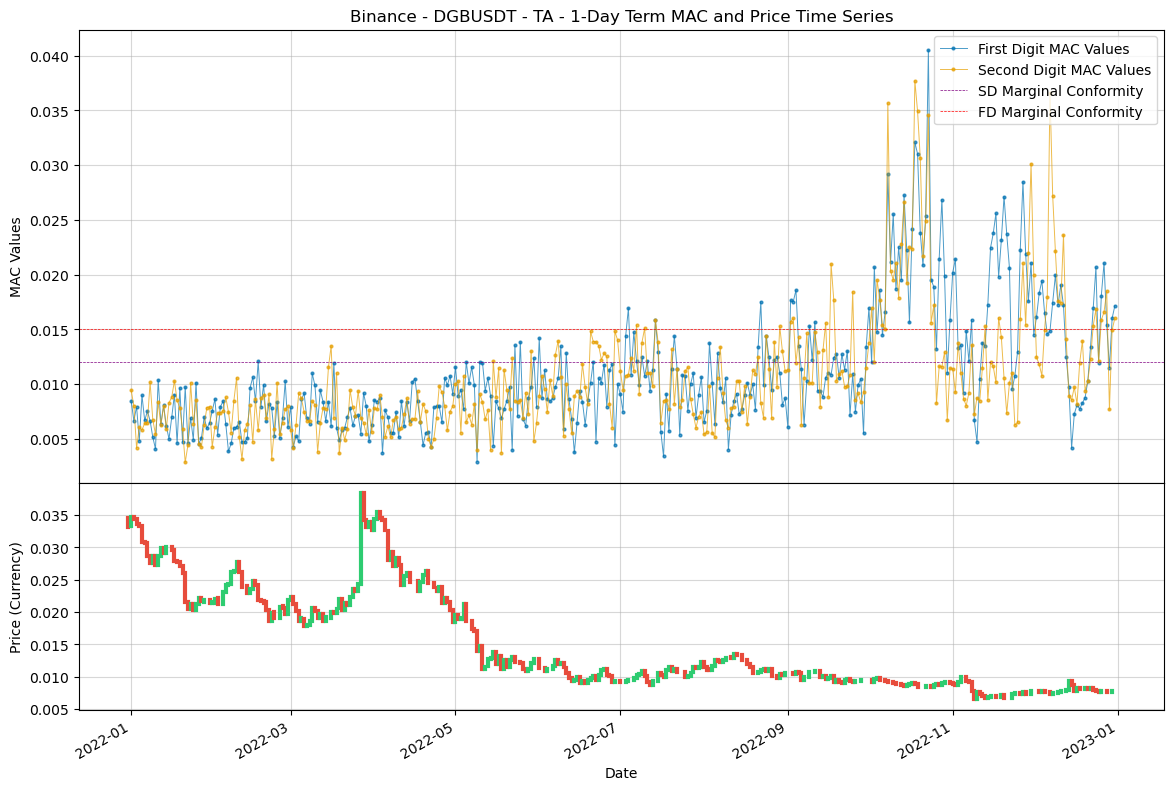 Binance - DGBUSDT - TA - 1-Day Term MAC and Price Time Series
First Digit MAC Values
Second Digit MAC Values
SD Marginal Conformity
FD Marginal Conformity
MAC Values
0.040
0.035
0.030
0.025
0.020
0.015
0.010
0.005
Price (Currency)
0.035
0.030
0.025
0.020
0.015
0.010
0.005
2022-01
2022-03
2022-05
2022-07
2022-09
2022-11
2023-01
Date